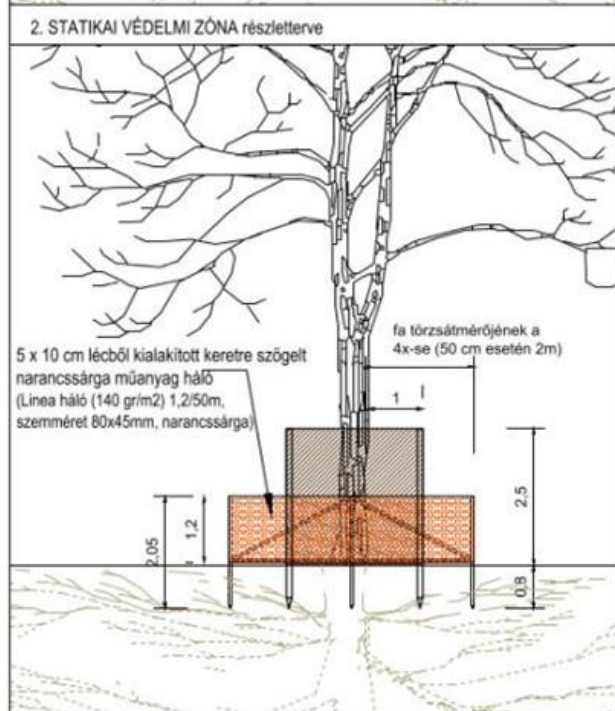 2. STATIKAI VÉDELMI ZÓNA részletterve
fa törzsátmérőjének a
4x-se (50 cm esetén 2m)
5 x 10 cm lécből kialakított keretre szögelt
narancssárga műanyag háló
(Linea háló (140 gr/m2) 1,2/50m,
szemméret 80x45mm, narancssárga)
1
2,5
1,2
2,05
0,8